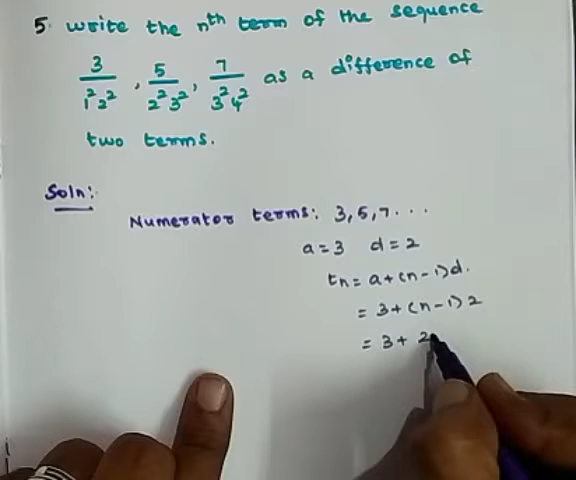 5. Write the nth term of the sequence
3/1²2², 5/2²3², 7/3²4² as a difference of
two terms.
Soln:
Numerator terms: 3, 5, 7 ...
a = 3 d = 2
tn = a + (n - 1)d.
= 3 + (n - 1) 2
= 3 + 2